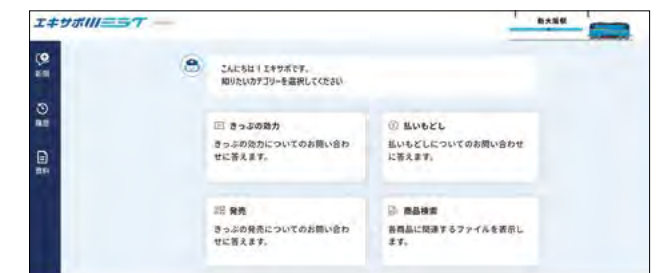 エキサポWEST
新大阪駅
新規
履歴
資料
こんにちは！エキサポです。
知りたいカテゴリーを選択してください
きっぷの効力
きっぷの効力についてのお問い合わ
せに答えます。
払いもどし
払いもどしについてのお問い合わせ
に答えます。
発売
きっぷの発売についてのお問い合わ
せに答えます。
商品検索
各商品に関連するファイルを表示し
ます。